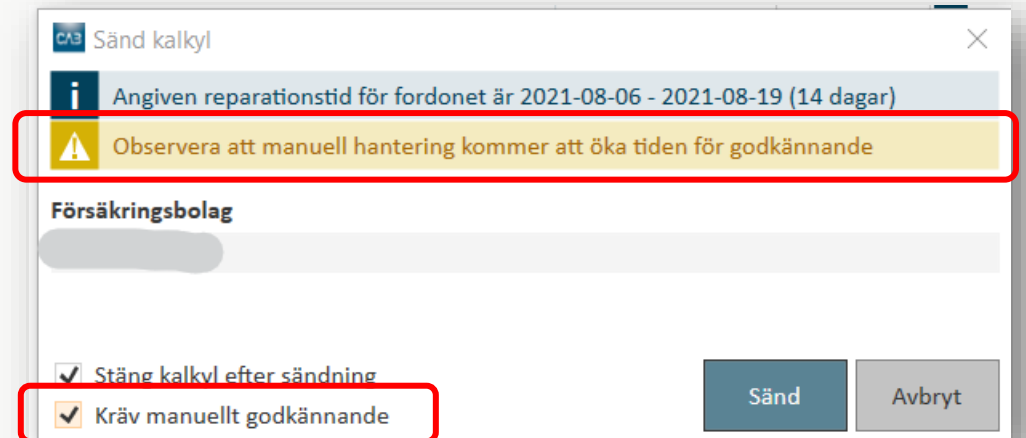 CAB Sänd kalkyl
i Angiven reparationstid för fordonet är 2021-08-06 - 2021-08-19 (14 dagar)
Observera att manuell hantering kommer att öka tiden för godkännande
Försäkringsbolag
Stäng kalkyl efter sändning
Kräv manuellt godkännande
Sänd
Avbryt